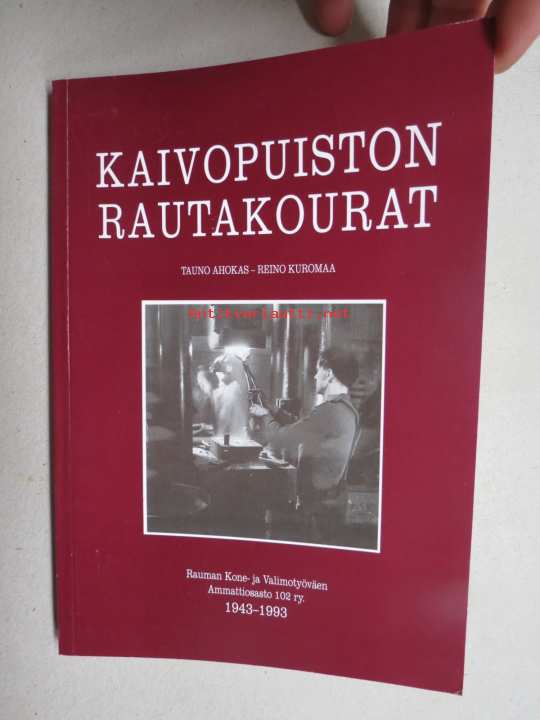 KAIVOPUISTON
RAUTAKOURAT
TAUNO AHOKAS – REINO KUROMAA
Antikvariaatti.net
Rauman Kone- ja Valimotyöväen
Ammattiosasto 102 ry.
1943–1993